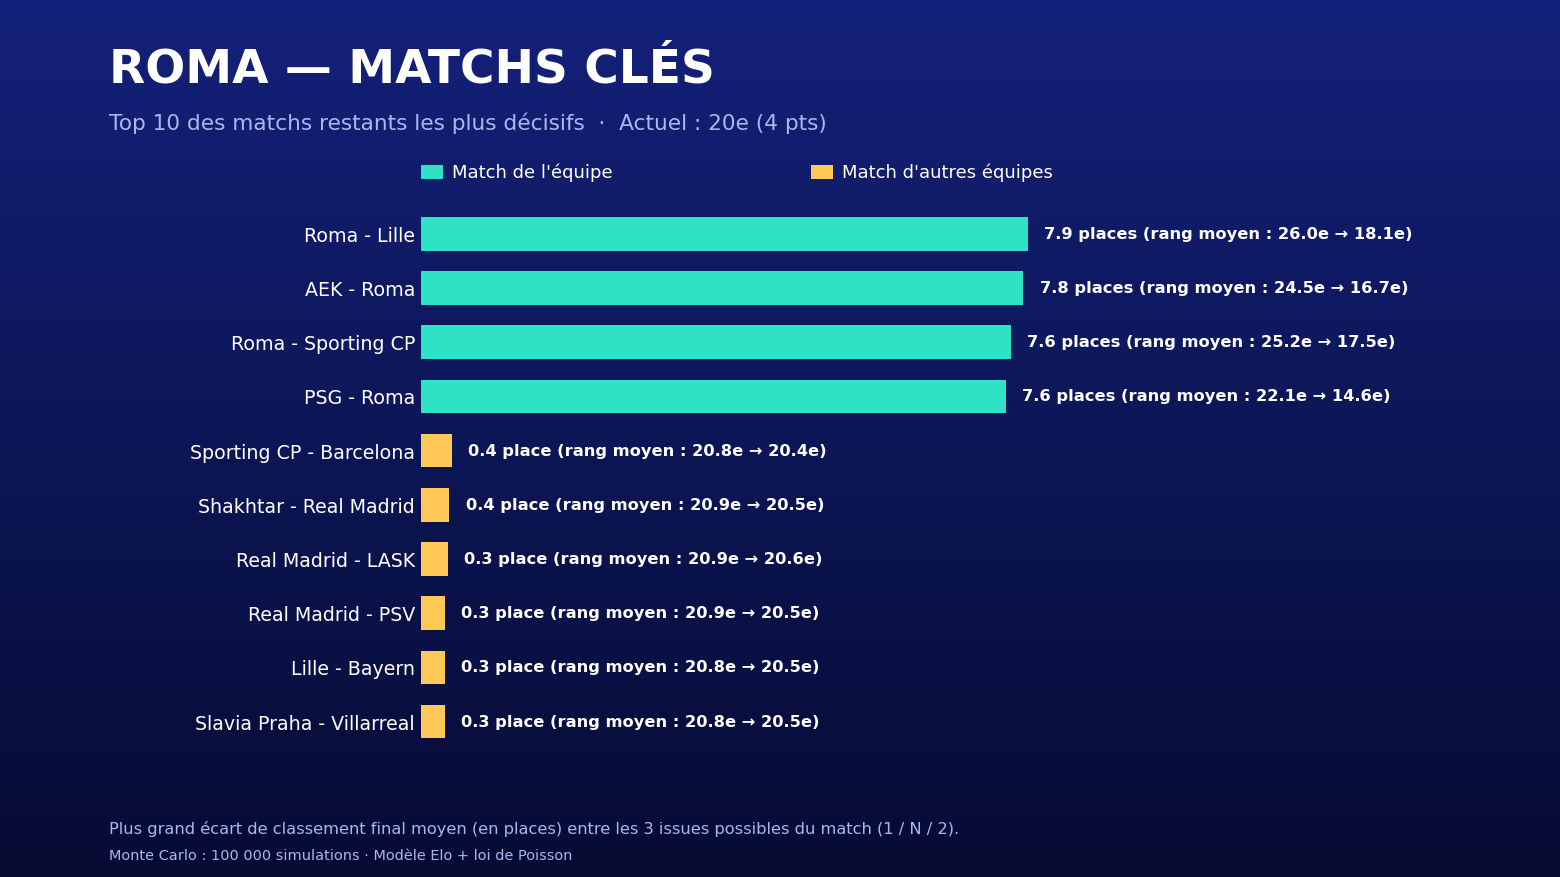 ROMA — MATCHS CLÉS
Top 10 des matchs restants les plus décisifs · Actuel : 20e (4 pts)
Match de l'équipe
Match d'autres équipes
Roma - Lille 7.9 places (rang moyen : 26.0e → 18.1e)
AEK - Roma 7.8 places (rang moyen : 24.5e → 16.7e)
Roma - Sporting CP 7.6 places (rang moyen : 25.2e → 17.5e)
PSG - Roma 7.6 places (rang moyen : 22.1e → 14.6e)
Sporting CP - Barcelona 0.4 place (rang moyen : 20.8e → 20.4e)
Shakhtar - Real Madrid 0.4 place (rang moyen : 20.9e → 20.5e)
Real Madrid - LASK 0.3 place (rang moyen : 20.9e → 20.6e)
Real Madrid - PSV 0.3 place (rang moyen : 20.9e → 20.5e)
Lille - Bayern 0.3 place (rang moyen : 20.8e → 20.5e)
Slavia Praha - Villarreal 0.3 place (rang moyen : 20.8e → 20.5e)
Plus grand écart de classement final moyen (en places) entre les 3 issues possibles du match (1 / N / 2).
Monte Carlo : 100 000 simulations · Modèle Elo + loi de Poisson